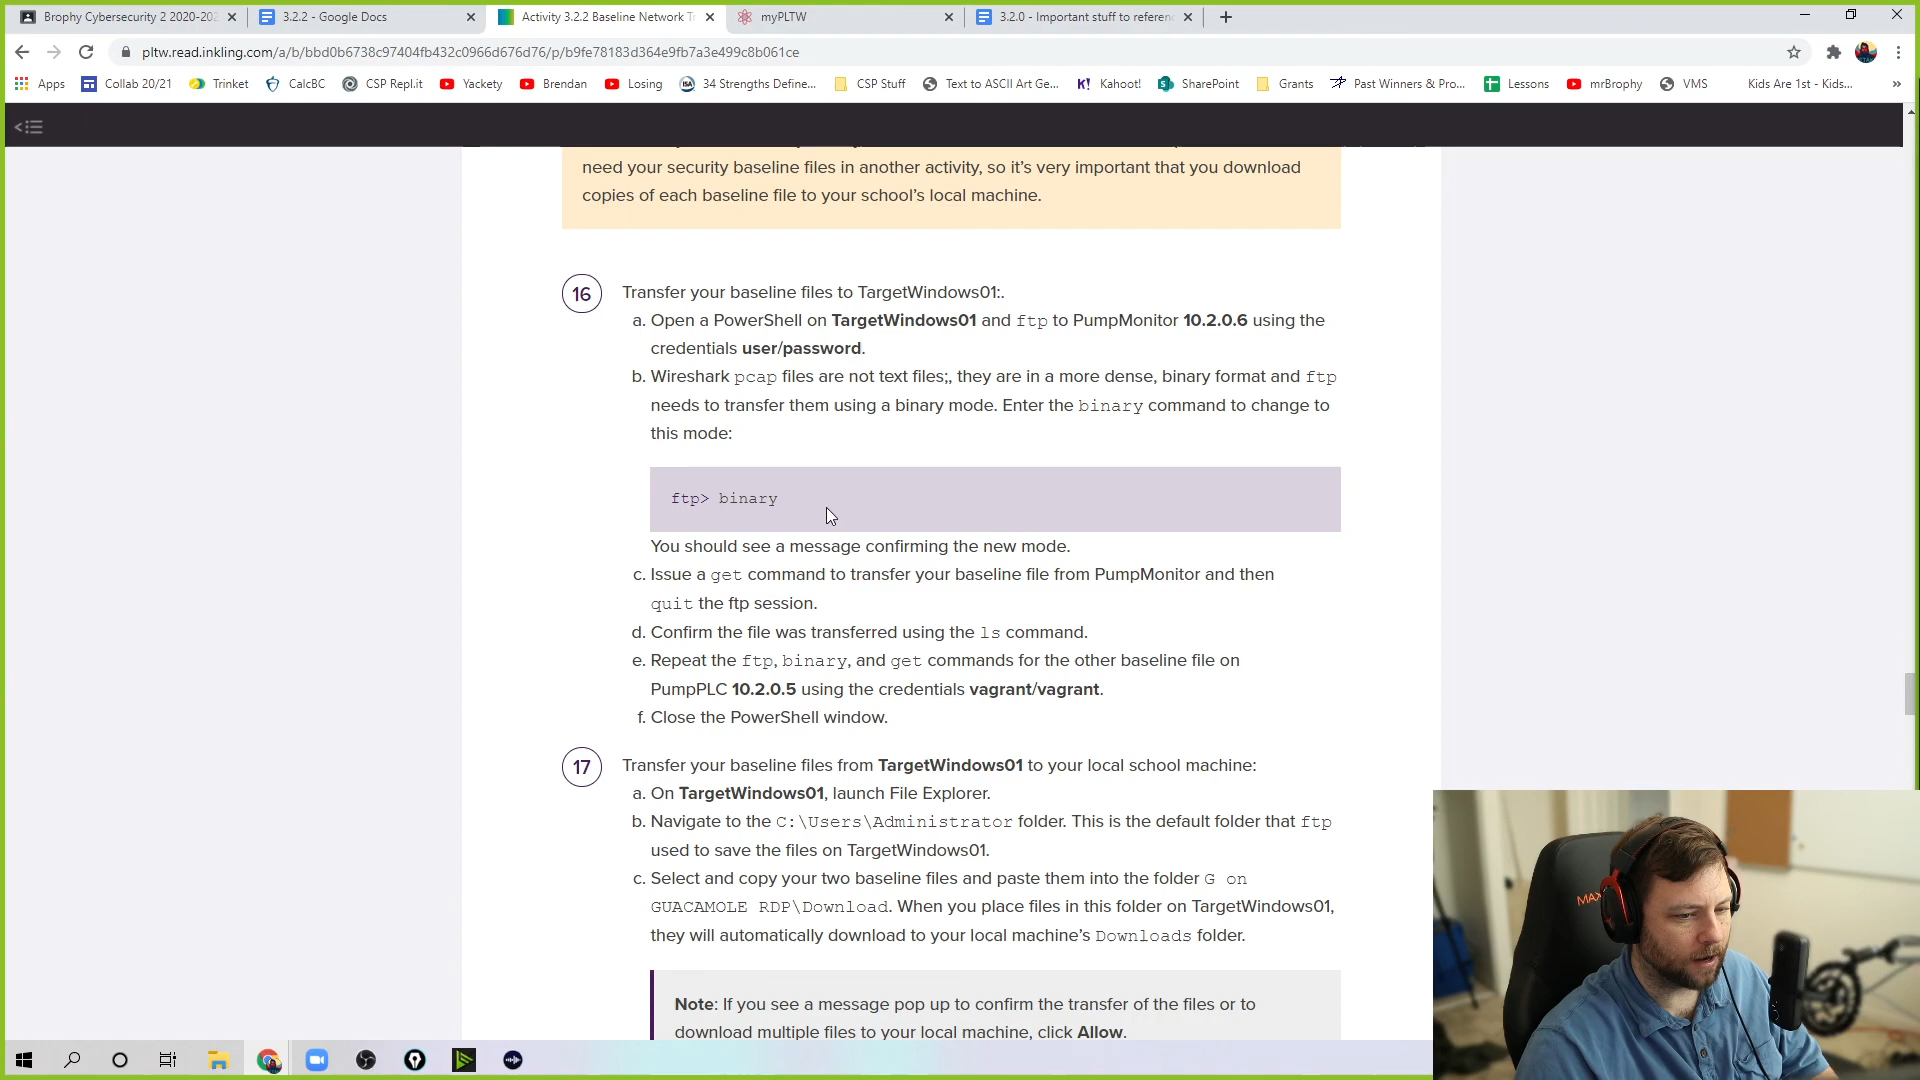 Brophy Cybersecurity 2 2020-202
3.2.2 - Google Docs
Activity 3.2.2 Baseline Network Tr
myPLTW
3.2.0 - Important stuff to referenc
pltw.read.inkling.com/a/b/bbd0b6738c97404fb432c0966d676d76/p/b9fe78183d364e9fb7a3e499c8b061ce
Apps
Collab 20/21
Trinket
CalcBC
CSP Repl.it
Yackety
Brendan
Losing
34 Strengths Define...
CSP Stuff
Text to ASCII Art Ge...
Kahoot!
SharePoint
Grants
Past Winners & Pro...
Lessons
mrBrophy
VMS
Kids Are 1st - Kids...
need your security baseline files in another activity, so it's very important that you download
copies of each baseline file to your school's local machine.
16
Transfer your baseline files to TargetWindows01:.
a. Open a PowerShell on TargetWindows01 and ftp to PumpMonitor 10.2.0.6 using the
credentials user/password.
b. Wireshark pcap files are not text files;, they are in a more dense, binary format and ftp
needs to transfer them using a binary mode. Enter the binary command to change to
this mode:
ftp> binary
You should see a message confirming the new mode.
c. Issue a get command to transfer your baseline file from PumpMonitor and then
quit the ftp session.
d. Confirm the file was transferred using the ls command.
e. Repeat the ftp, binary, and get commands for the other baseline file on
PumpPLC 10.2.0.5 using the credentials vagrant/vagrant.
f. Close the PowerShell window.
17
Transfer your baseline files from TargetWindows01 to your local school machine:
a. On TargetWindows01, launch File Explorer.
b. Navigate to the C:\Users\Administrator folder. This is the default folder that ftp
used to save the files on TargetWindows01.
c. Select and copy your two baseline files and paste them into the folder G on
GUACAMOLE RDP\Download. When you place files in this folder on TargetWindows01,
they will automatically download to your local machine's Downloads folder.
Note: If you see a message pop up to confirm the transfer of the files or to
download multiple files to your local machine, click Allow.